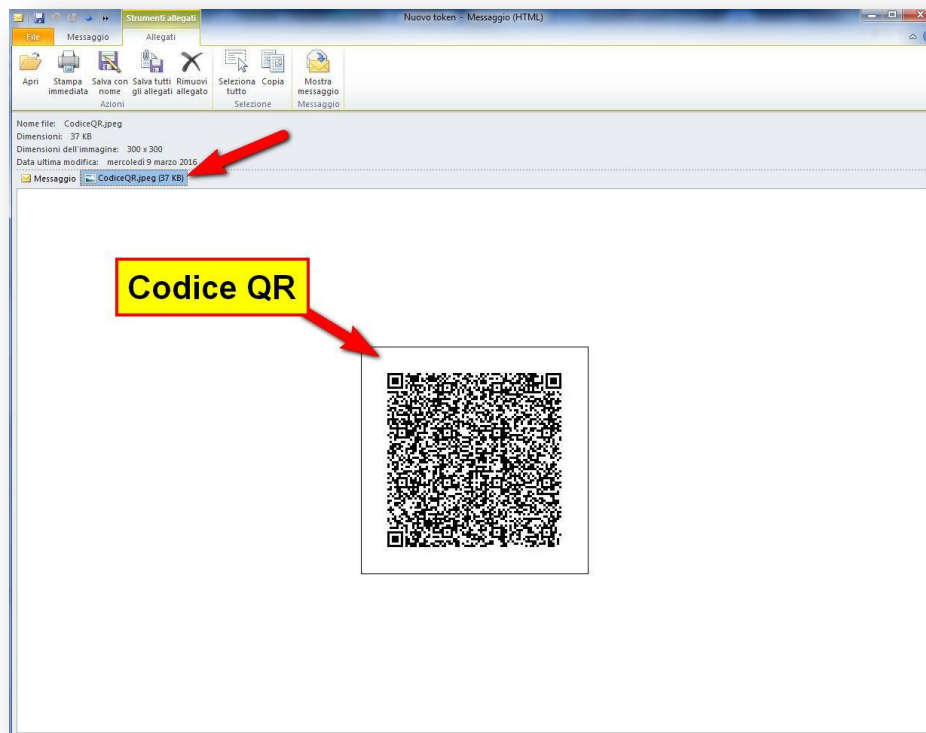 Strumenti allegati
Nuovo token - Messaggio (HTML)
File Messaggio Allegati
Apri
Stampa immediata
Salva con nome
Salva tutti gli allegati
Rimuovi allegato
Seleziona tutto
Copia
Mostra messaggio
Azioni Selezione Messaggio
Nome file: CodiceQR.jpeg
Dimensioni: 37 KB
Dimensioni dell'immagine: 300 x 300
Data ultima modifica: mercoledì 9 marzo 2016
Messaggio CodiceQR.jpeg (37 KB)
Codice QR